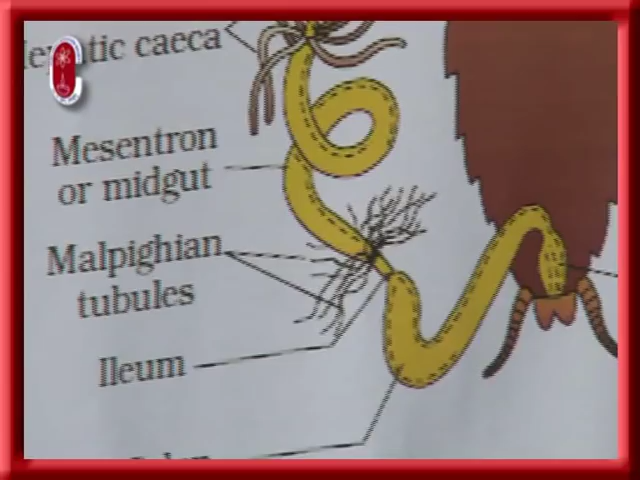 caeca
Mesentron
or midgut
Malpighian
tubules
Ileum